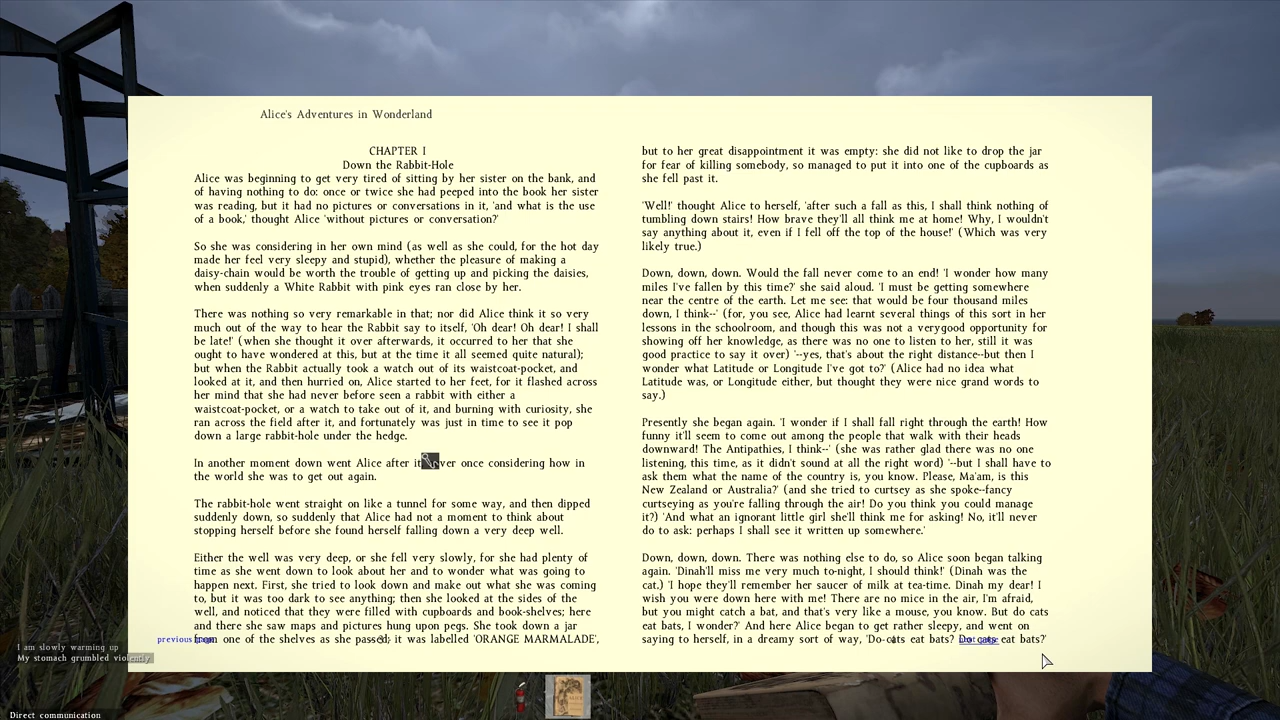 Alice's Adventures in Wonderland
CHAPTER I
Down the Rabbit-Hole
Alice was beginning to get very tired of sitting by her sister on the bank, and
of having nothing to do: once or twice she had peeped into the book her sister
was reading, but it had no pictures or conversations in it, 'and what is the use
of a book,' thought Alice 'without pictures or conversation?'
So she was considering in her own mind (as well as she could, for the hot day
made her feel very sleepy and stupid), whether the pleasure of making a
daisy-chain would be worth the trouble of getting up and picking the daisies,
when suddenly a White Rabbit with pink eyes ran close by her.
There was nothing so very remarkable in that; nor did Alice think it so very
much out of the way to hear the Rabbit say to itself, 'Oh dear! Oh dear! I shall
be late!' (when she thought it over afterwards, it occurred to her that she
ought to have wondered at this, but at the time it all seemed quite natural);
but when the Rabbit actually took a watch out of its waistcoat-pocket, and
looked at it, and then hurried on, Alice started to her feet, for it flashed across
her mind that she had never before seen a rabbit with either a
waistcoat-pocket, or a watch to take out of it, and burning with curiosity, she
ran across the field after it, and fortunately was just in time to see it pop
down a large rabbit-hole under the hedge.
In another moment down went Alice after it ver once considering how in
the world she was to get out again.
The rabbit-hole went straight on like a tunnel for some way, and then dipped
suddenly down, so suddenly that Alice had not a moment to think about
stopping herself before she found herself falling down a very deep well.
Either the well was very deep, or she fell very slowly, for she had plenty of
time as she went down to look about her and to wonder what was going to
happen next. First, she tried to look down and make out what she was coming
to, but it was too dark to see anything; then she looked at the sides of the
well, and noticed that they were filled with cupboards and book-shelves; here
and there she saw maps and pictures hung upon pegs. She took down a jar
from one of the shelves as she passed; it was labelled 'ORANGE MARMALADE',
but to her great disappointment it was empty: she did not like to drop the jar
for fear of killing somebody, so managed to put it into one of the cupboards as
she fell past it.
'Well!' thought Alice to herself, 'after such a fall as this, I shall think nothing of
tumbling down stairs! How brave they'll all think me at home! Why, I wouldn't
say anything about it, even if I fell off the top of the house!' (Which was very
likely true.)
Down, down, down. Would the fall never come to an end! 'I wonder how many
miles I've fallen by this time?' she said aloud. 'I must be getting somewhere
near the centre of the earth. Let me see: that would be four thousand miles
down, I think--' (for, you see, Alice had learnt several things of this sort in her
lessons in the schoolroom, and though this was not a verygood opportunity for
showing off her knowledge, as there was no one to listen to her, still it was
good practice to say it over) '--yes, that's about the right distance--but then I
wonder what Latitude or Longitude I've got to?' (Alice had no idea what
Latitude was, or Longitude either, but thought they were nice grand words to
say.)
Presently she began again. 'I wonder if I shall fall right through the earth! How
funny it'll seem to come out among the people that walk with their heads
downward! The Antipathies, I think--' (she was rather glad there was no one
listening, this time, as it didn't sound at all the right word) '--but I shall have to
ask them what the name of the country is, you know. Please, Ma'am, is this
New Zealand or Australia?' (and she tried to curtsey as she spoke--fancy
curtseying as you're falling through the air! Do you think you could manage
it?) 'And what an ignorant little girl she'll think me for asking! No, it'll never
do to ask: perhaps I shall see it written up somewhere.'
Down, down, down. There was nothing else to do, so Alice soon began talking
again. 'Dinah'll miss me very much to-night, I should think!' (Dinah was the
cat.) 'I hope they'll remember her saucer of milk at tea-time. Dinah my dear! I
wish you were down here with me! There are no mice in the air, I'm afraid,
but you might catch a bat, and that's very like a mouse, you know. But do cats
eat bats, I wonder?' And here Alice began to get rather sleepy, and went on
saying to herself, in a dreamy sort of way, 'Do cats eat bats? Do cats eat bats?'
previous page
next page
I am slowly warming up
My stomach grumbled violently
Direct communication